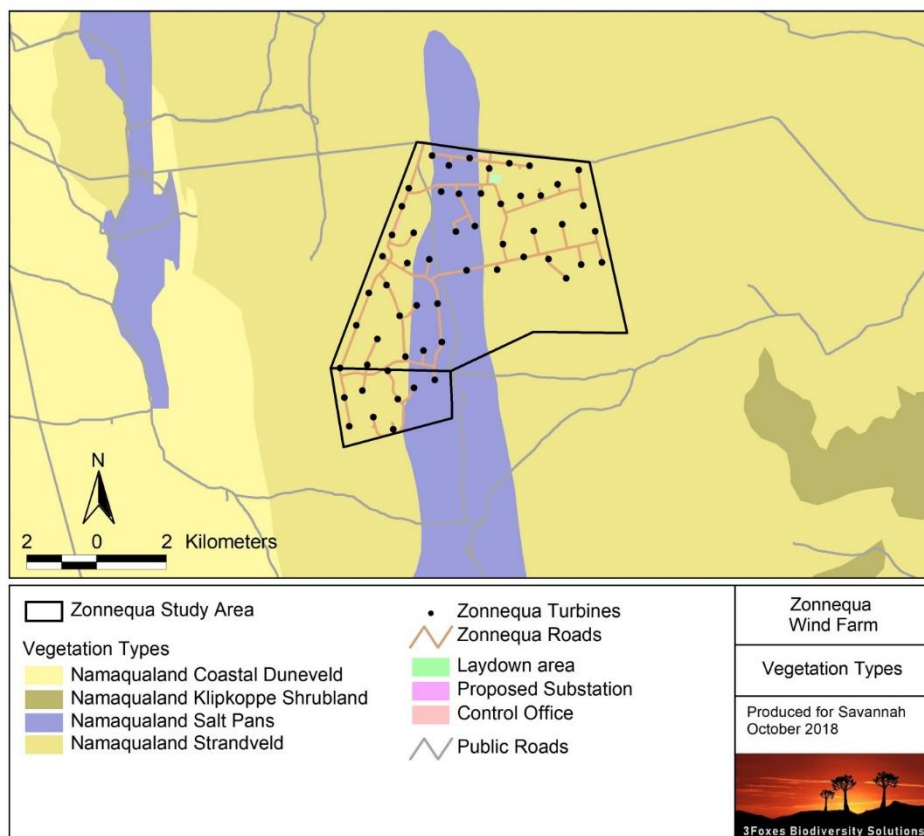 N
2 0 2 Kilometers
Zonnequa Study Area
Vegetation Types
Namaqualand Coastal Duneveld
Namaqualand Klipkoppe Shrubland
Namaqualand Salt Pans
Namaqualand Strandveld
Zonnequa Turbines
Zonnequa Roads
Laydown area
Proposed Substation
Control Office
Public Roads
Zonnequa
Wind Farm
Vegetation Types
Produced for Savannah
October 2018
3Foxes Biodiversity Solutions